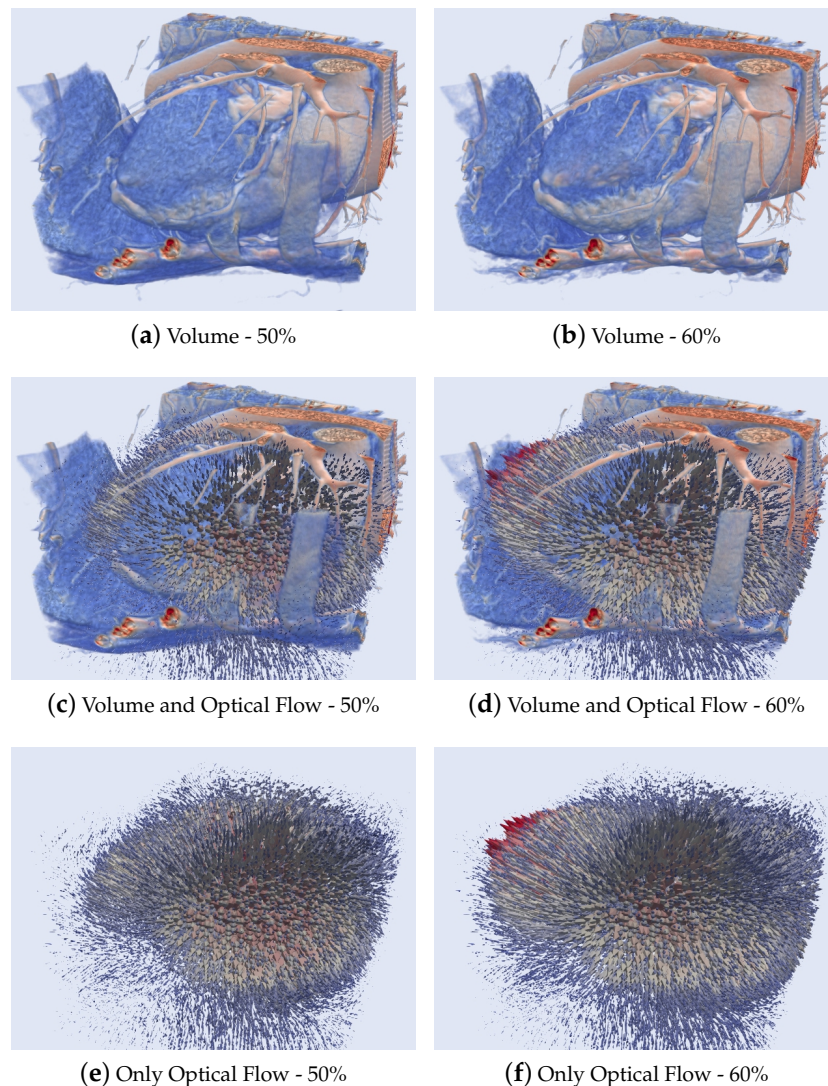 (a) Volume - 50%
(b) Volume - 60%
(c) Volume and Optical Flow - 50%
(d) Volume and Optical Flow - 60%
(e) Only Optical Flow - 50%
(f) Only Optical Flow - 60%